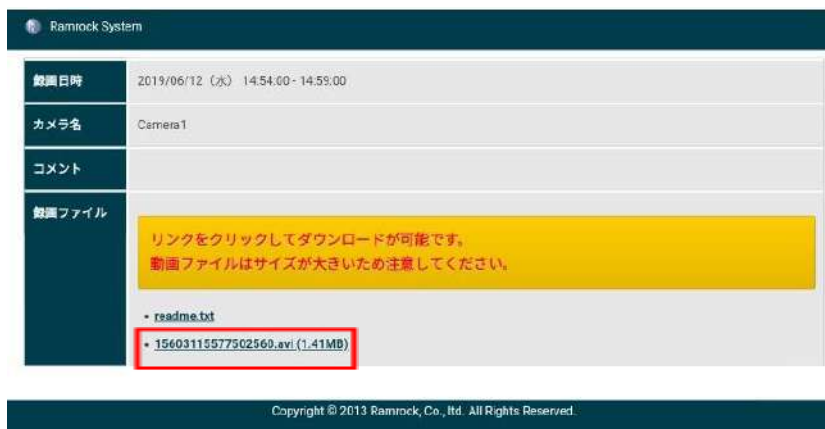 Ramrock System
録画日時
2019/06/12（水） 14:54:00 - 14:59:00
カメラ名
Camera1
コメント
録画ファイル
リンクをクリックしてダウンロードが可能です。
動画ファイルはサイズが大きいため注意してください。
• readme.txt
• 15603115577502560.avi (1.41MB)
Copyright © 2013 Ramrock, Co., ltd. All Rights Reserved.